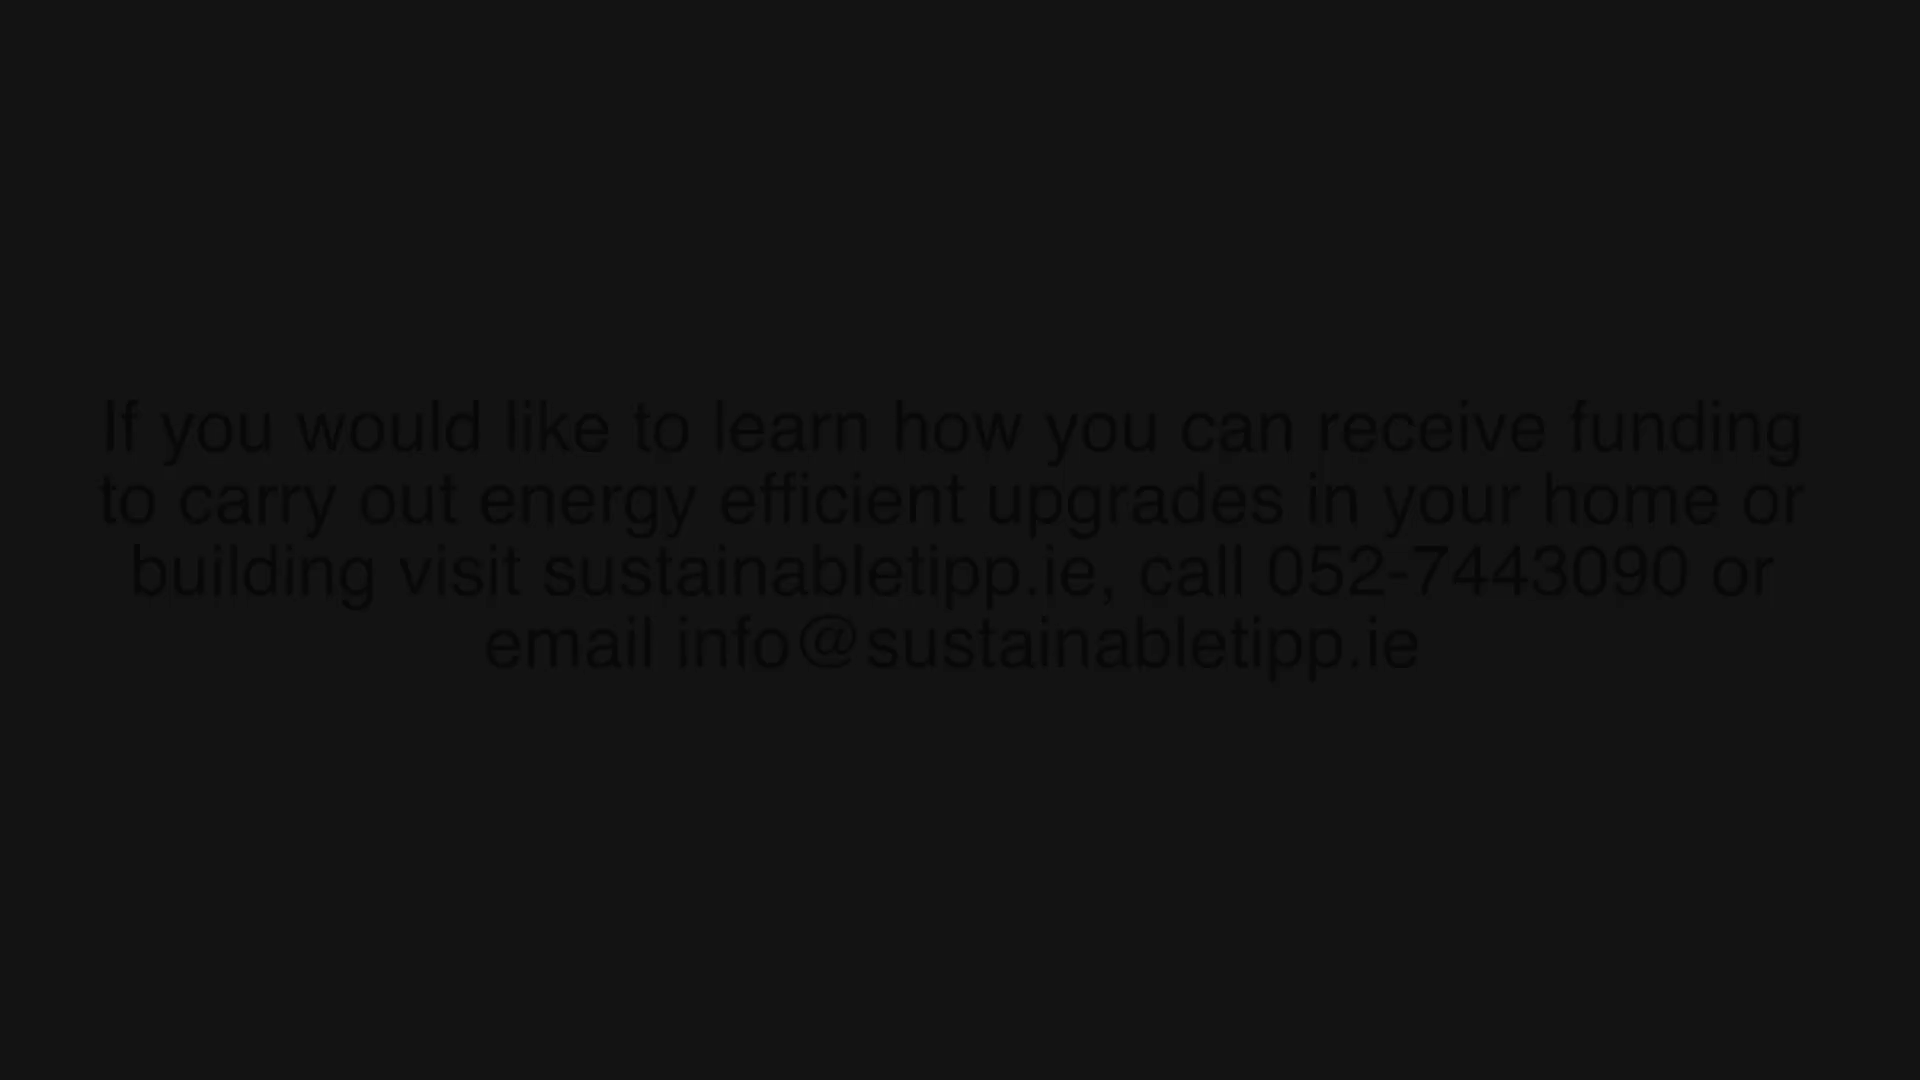 If you would like to learn how you can receive funding
to carry out energy efficient upgrades in your home or
building visit sustainabletipp.ie, call 052-7443090 or
email info@sustainabletipp.ie